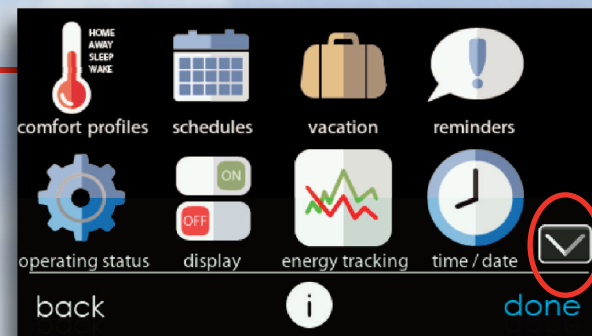 HOME
AWAY
SLEEP
WAKE
comfort profiles schedules vacation reminders
ON
OFF
operating status display energy tracking time / date
back i done